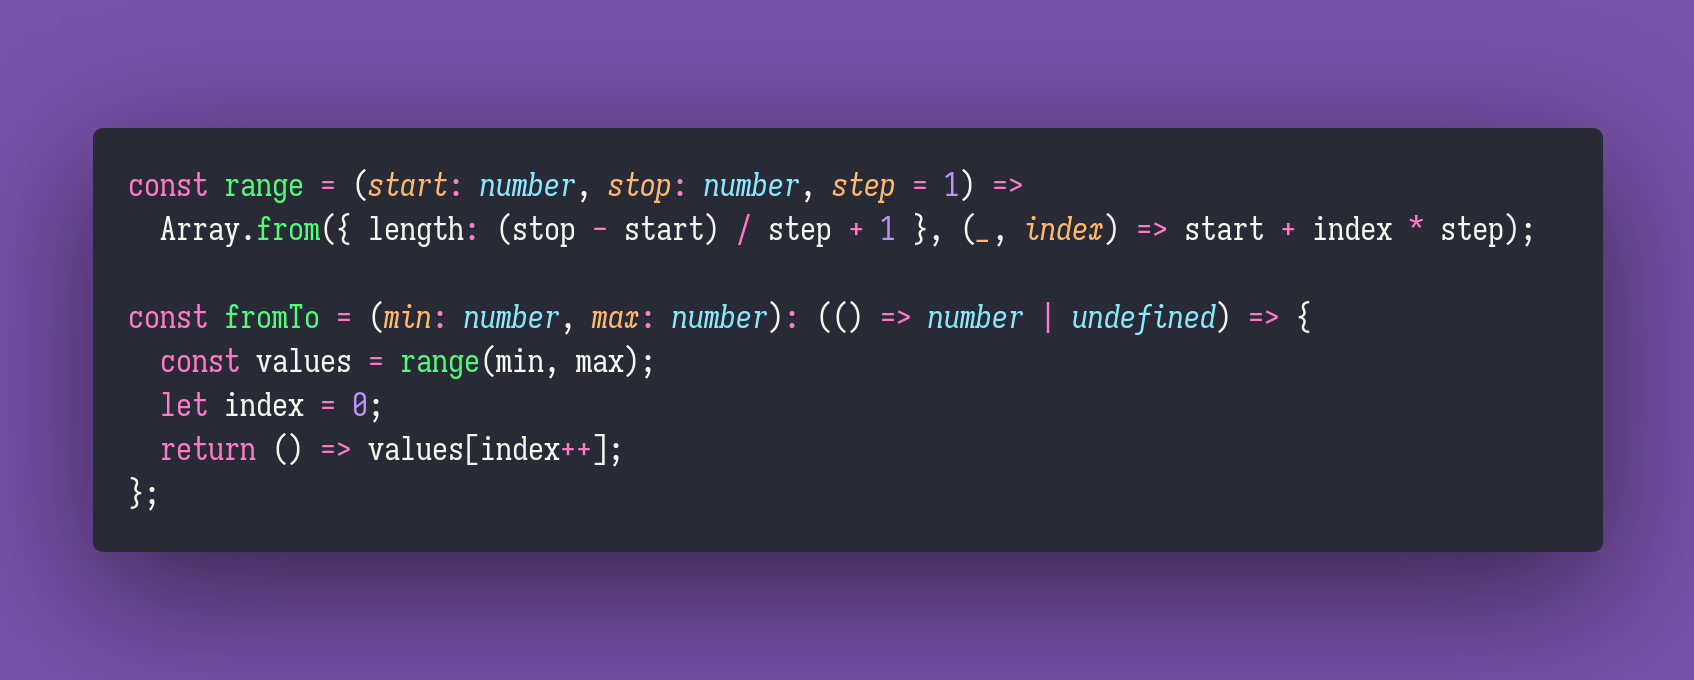 const range = (start: number, stop: number, step = 1) =>
  Array.from({ length: (stop - start) / step + 1 }, (_, index) => start + index * step);

const fromTo = (min: number, max: number): (() => number | undefined) => {
  const values = range(min, max);
  let index = 0;
  return () => values[index++];
};